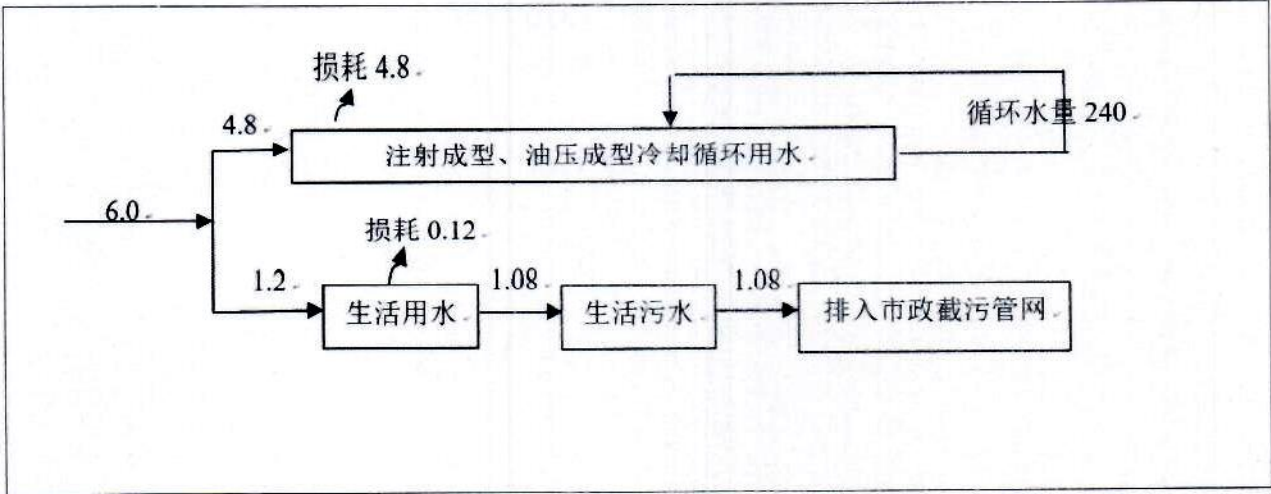 损耗 4.8
循环水量 240
4.8
注射成型、油压成型冷却循环用水
6.0
损耗 0.12
1.2
1.08
1.08
生活用水
生活污水
排入市政截污管网